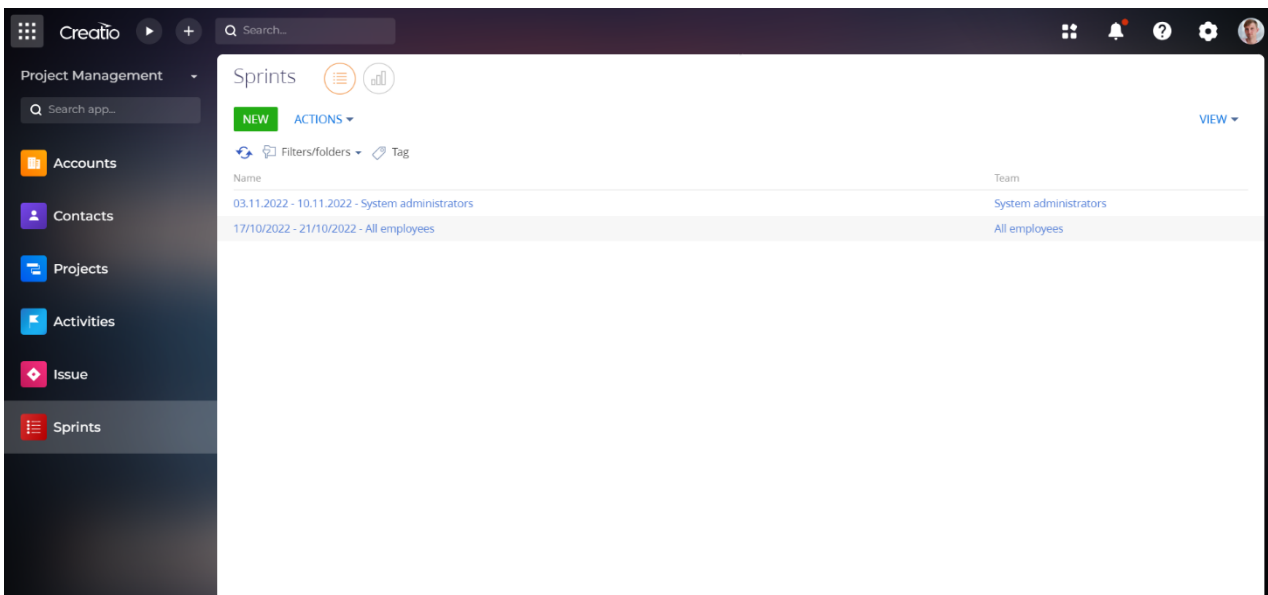 Creatio
Search...
Project Management
Search app...
Accounts
Contacts
Projects
Activities
Issue
Sprints
Sprints
NEW ACTIONS VIEW
Filters/folders Tag
Name Team
03.11.2022 - 10.11.2022 - System administrators System administrators
17/10/2022 - 21/10/2022 - All employees All employees